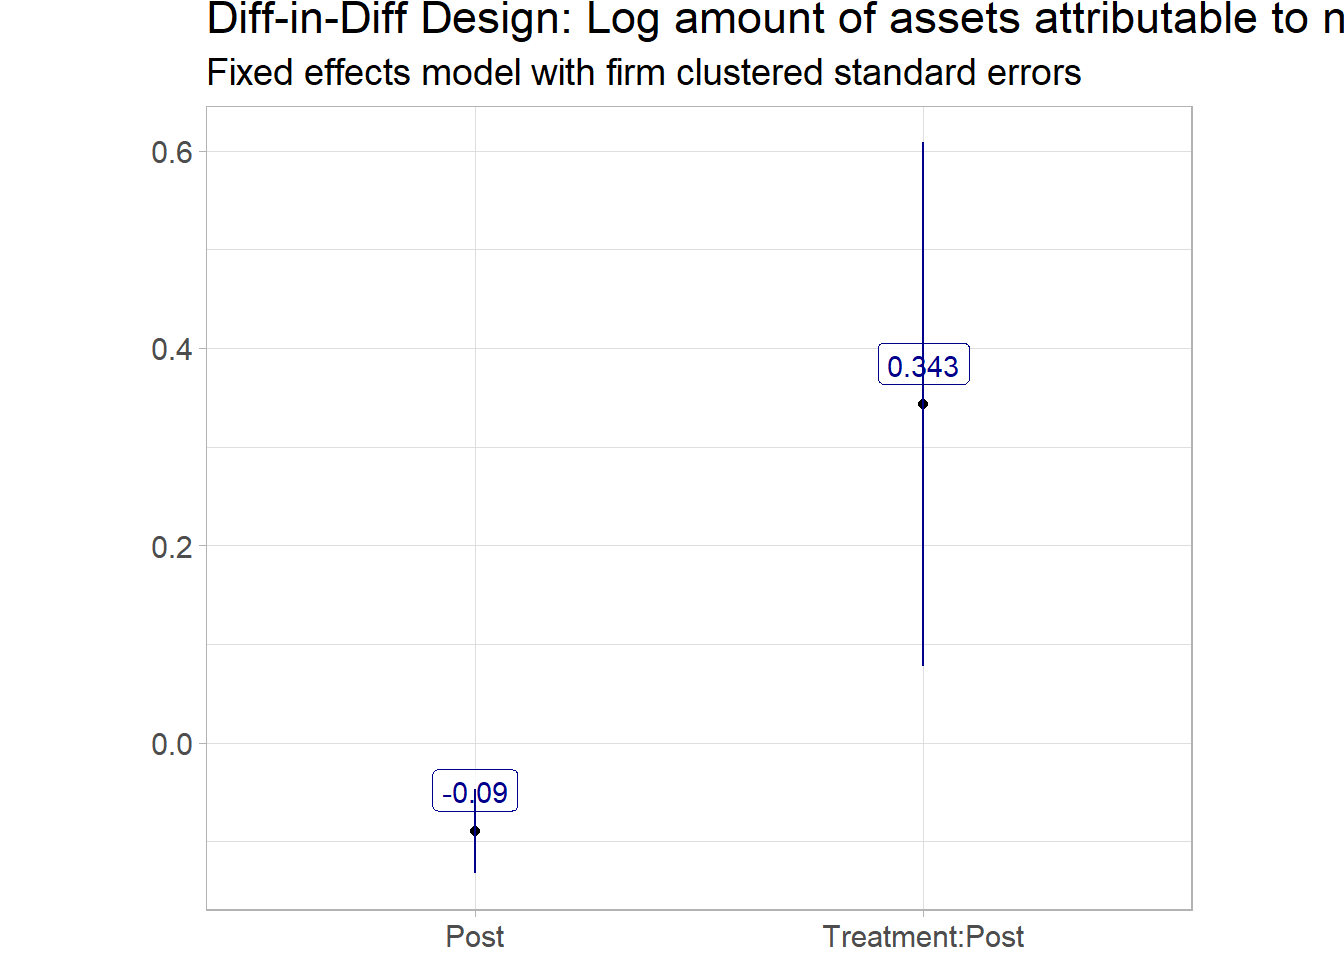 Diff-in-Diff Design: Log amount of assets attributable to
Fixed effects model with firm clustered standard errors
0.6
0.4
0.343
0.2
0.0
-0.09
Post Treatment:Post